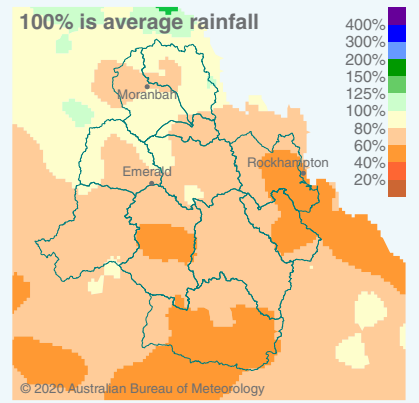 100% is average rainfall
400%
300%
200%
150%
125%
100%
80%
60%
40%
20%
Moranbah
Emerald
Rockhampton
© 2020 Australian Bureau of Meteorology